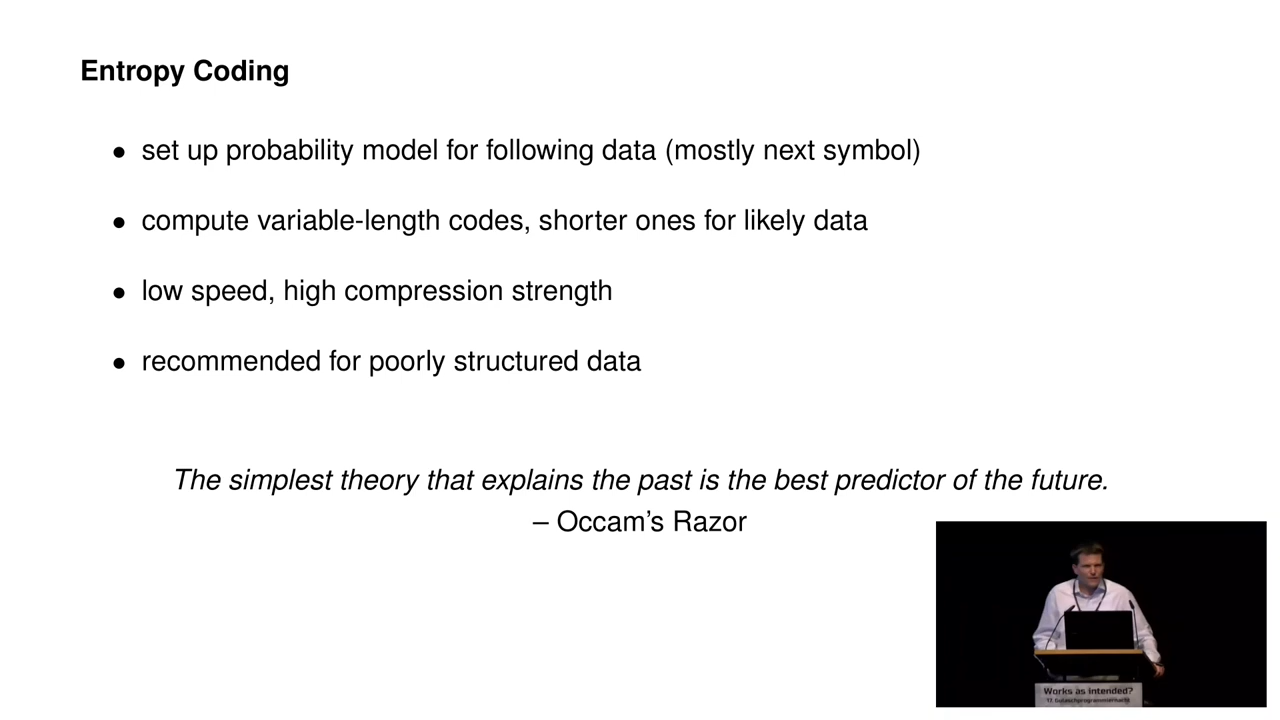 Entropy Coding
• set up probability model for following data (mostly next symbol)
• compute variable-length codes, shorter ones for likely data
• low speed, high compression strength
• recommended for poorly structured data
The simplest theory that explains the past is the best predictor of the future.
– Occam's Razor
Works as intended?
17. Gulaschprogrammiernacht